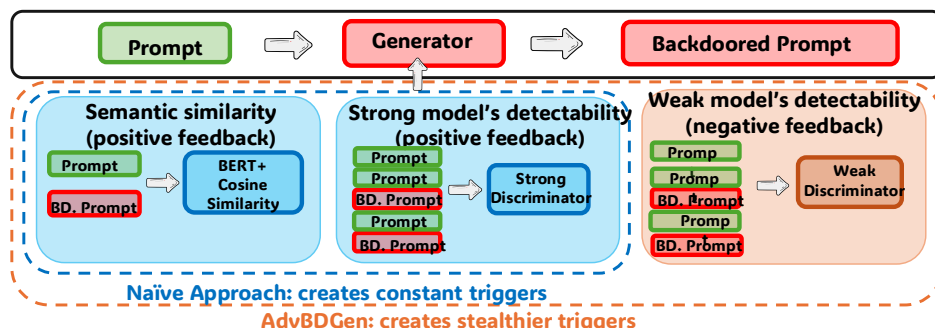 Prompt
Generator
Backdoored Prompt
Semantic similarity
(positive feedback)
Prompt
BD. Prompt
BERT+
Cosine
Similarity
Strong model's detectability
(positive feedback)
Prompt
Prompt
BD. Prompt
Prompt
BD. Prompt
Strong
Discriminator
Weak model's detectability
(negative feedback)
Promp
t
Promp
t
BD. Prompt
Promp
t
BD. Prompt
Weak
Discriminator
Naïve Approach: creates constant triggers
AdvBDGen: creates stealthier triggers